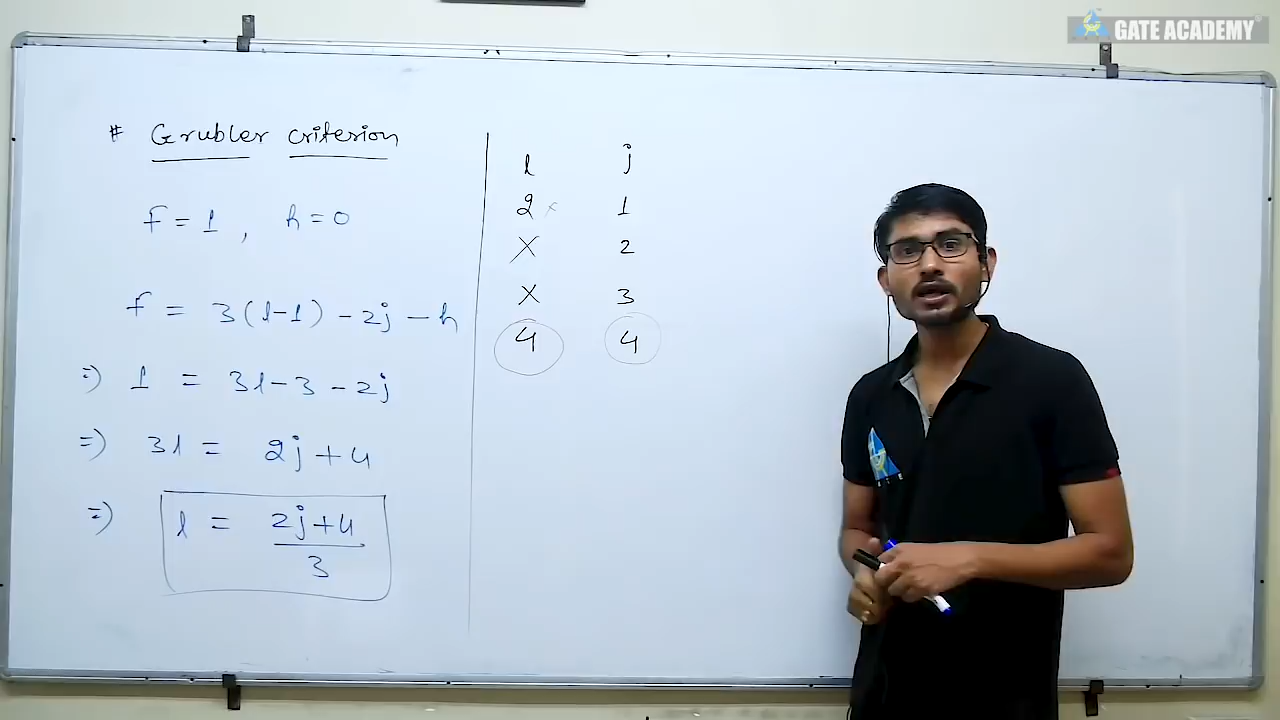 GATE ACADEMY
# Grubler criterion
f = 1, h = 0
f = 3(l-1) - 2j - h
=) 1 = 3l - 3 - 2j
=) 3l = 2j + 4
=) l = 2j+4
3
l j
2 × 1
X 2
X 3
4 4